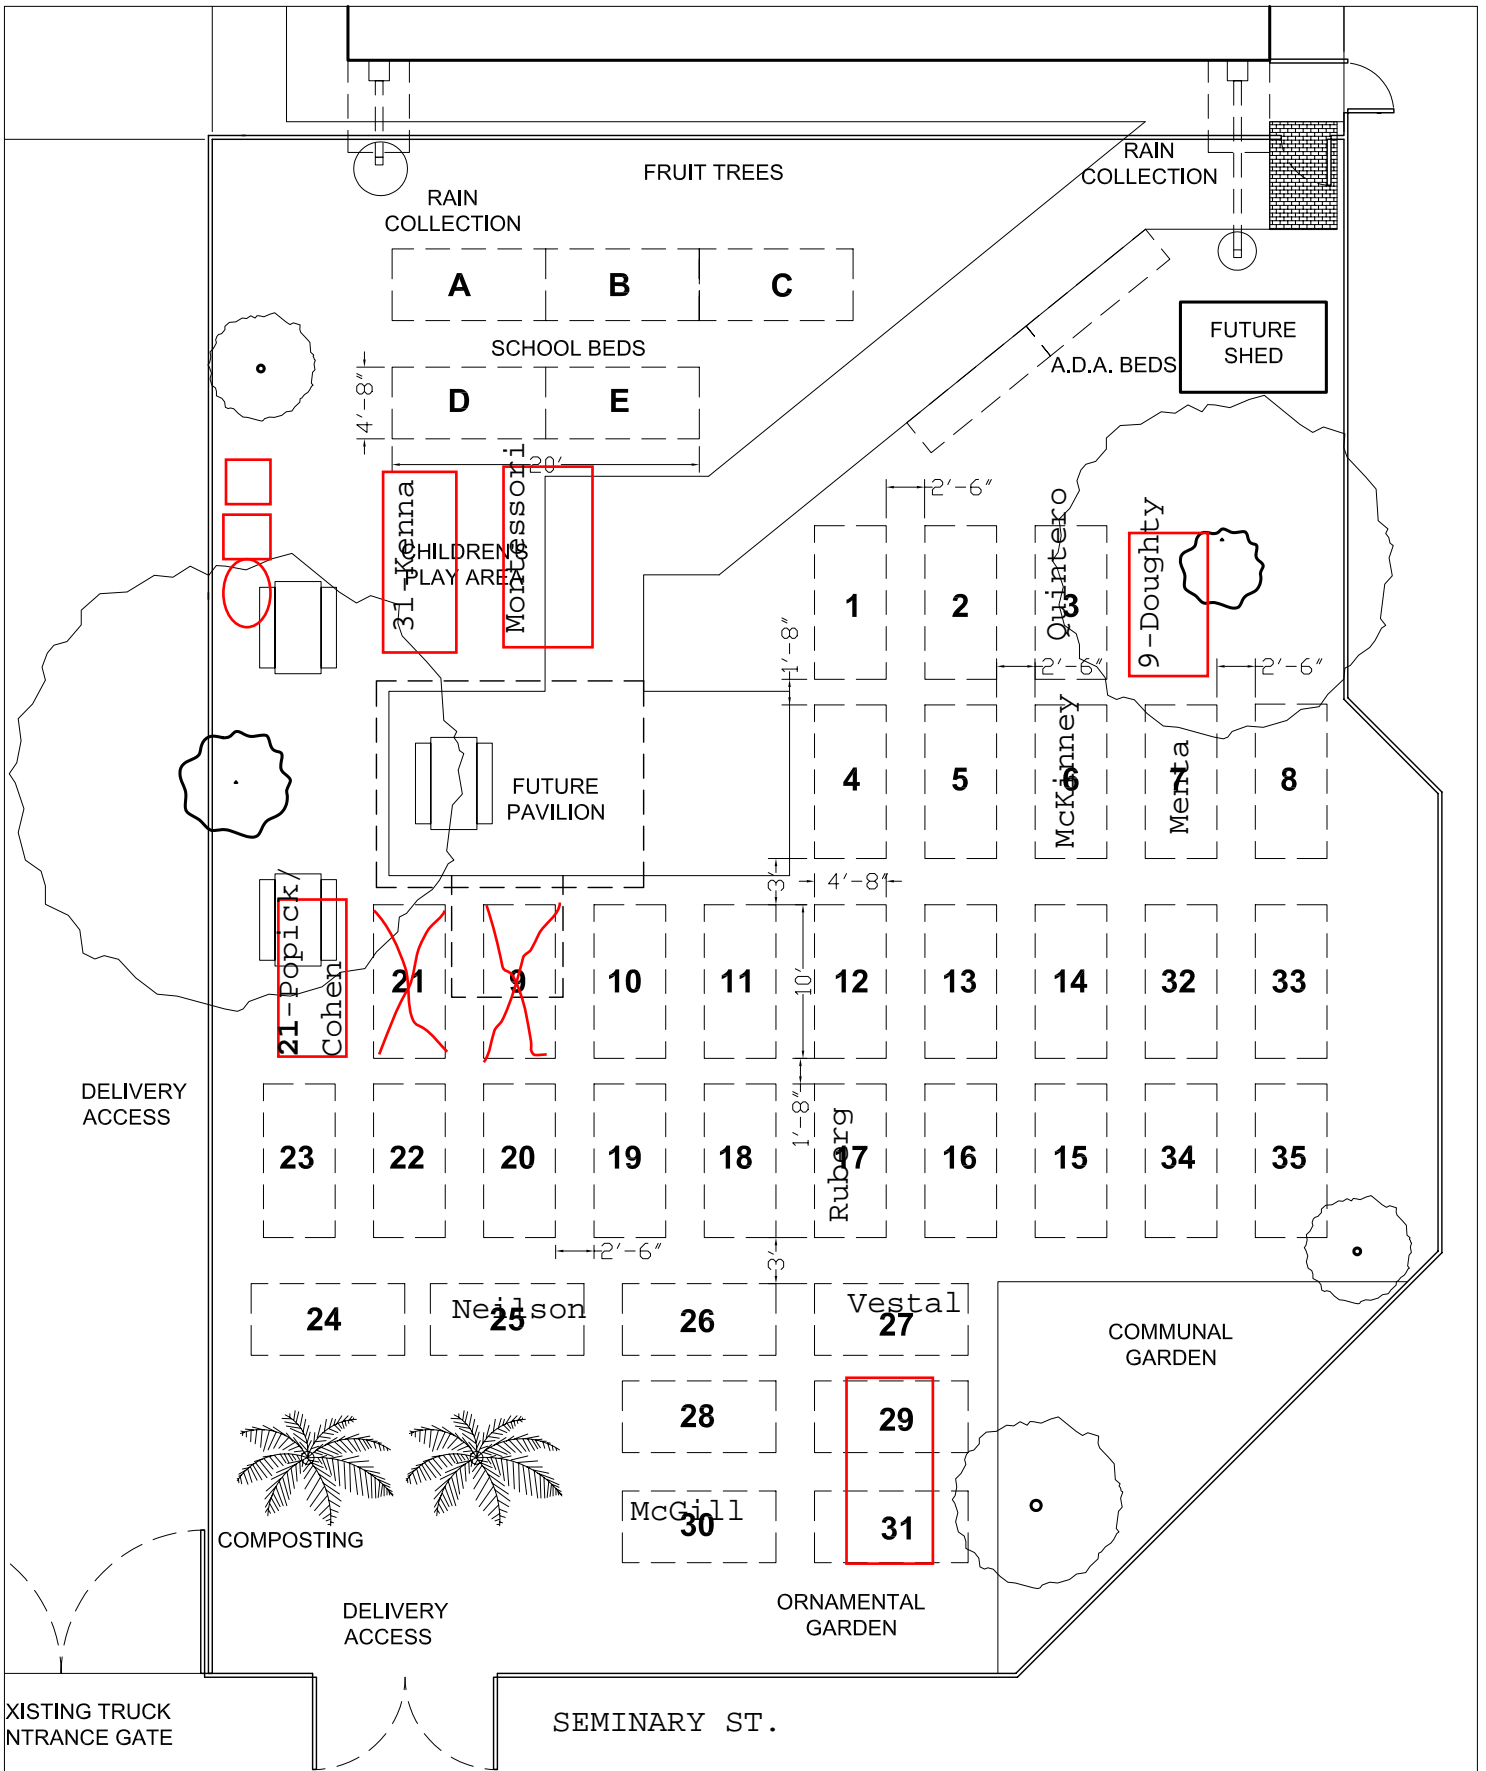 FRUIT TREES
RAIN
COLLECTION
RAIN
COLLECTION
A
B
C
SCHOOL BEDS
FUTURE
SHED
A.D.A. BEDS
4'-8"
D
E
20'
31-Kenna
Montessori
CHILDREN'S
PLAY AREA
2'-6"
Quintero
9-Doughty
1
2
3
1'-8"
2'-6"
2'-6"
McKinney
Menta
4
5
6
7
8
FUTURE
PAVILION
3'
4'-8"
21-Popick/
Cohen
21
9
10
11
12
13
14
32
33
10'
DELIVERY
ACCESS
1'-8"
Ruberg
23
22
20
19
18
17
16
15
34
35
2'-6"
3'
24
Neilson
25
26
Vestal
27
COMMUNAL
GARDEN
28
29
McGill
30
31
COMPOSTING
ORNAMENTAL
GARDEN
DELIVERY
ACCESS
XISTING TRUCK
NTRANCE GATE
SEMINARY ST.